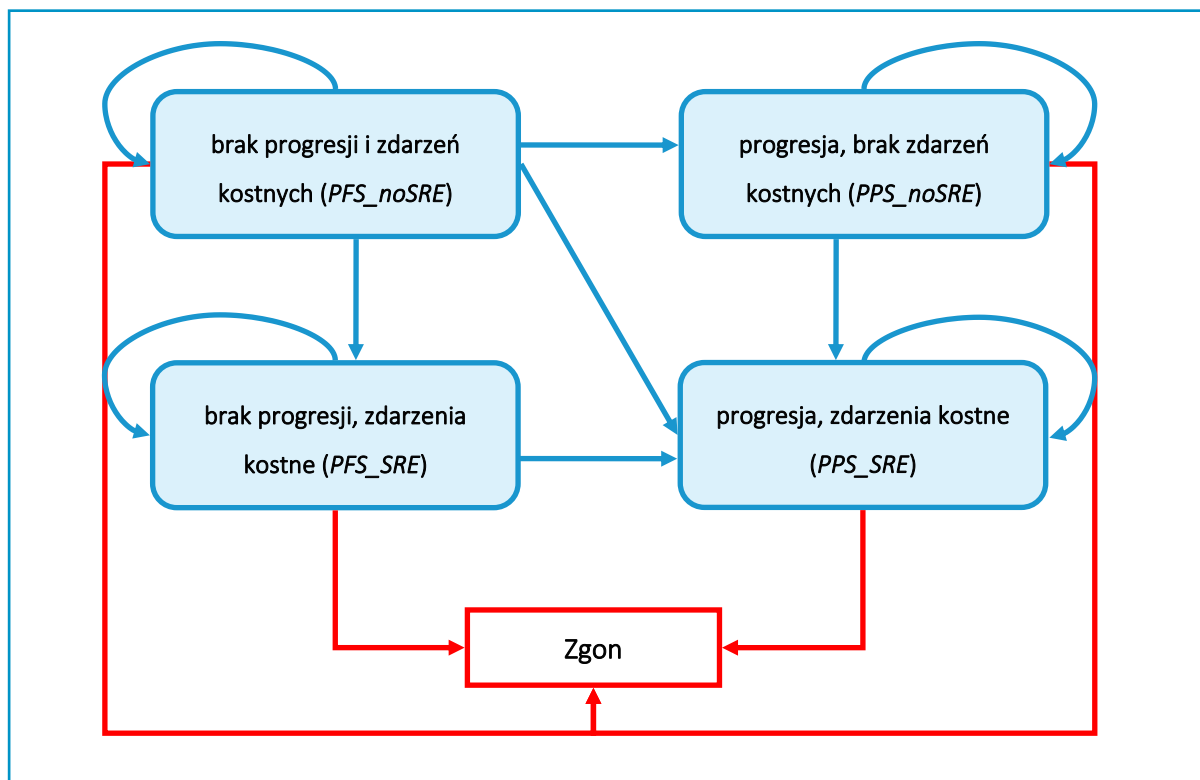 brak progresji i zdarzeń
kostnych (PFS_noSRE)
progresja, brak zdarzeń
kostnych (PPS_noSRE)
brak progresji, zdarzenia
kostne (PFS_SRE)
progresja, zdarzenia kostne
(PPS_SRE)
Zgon